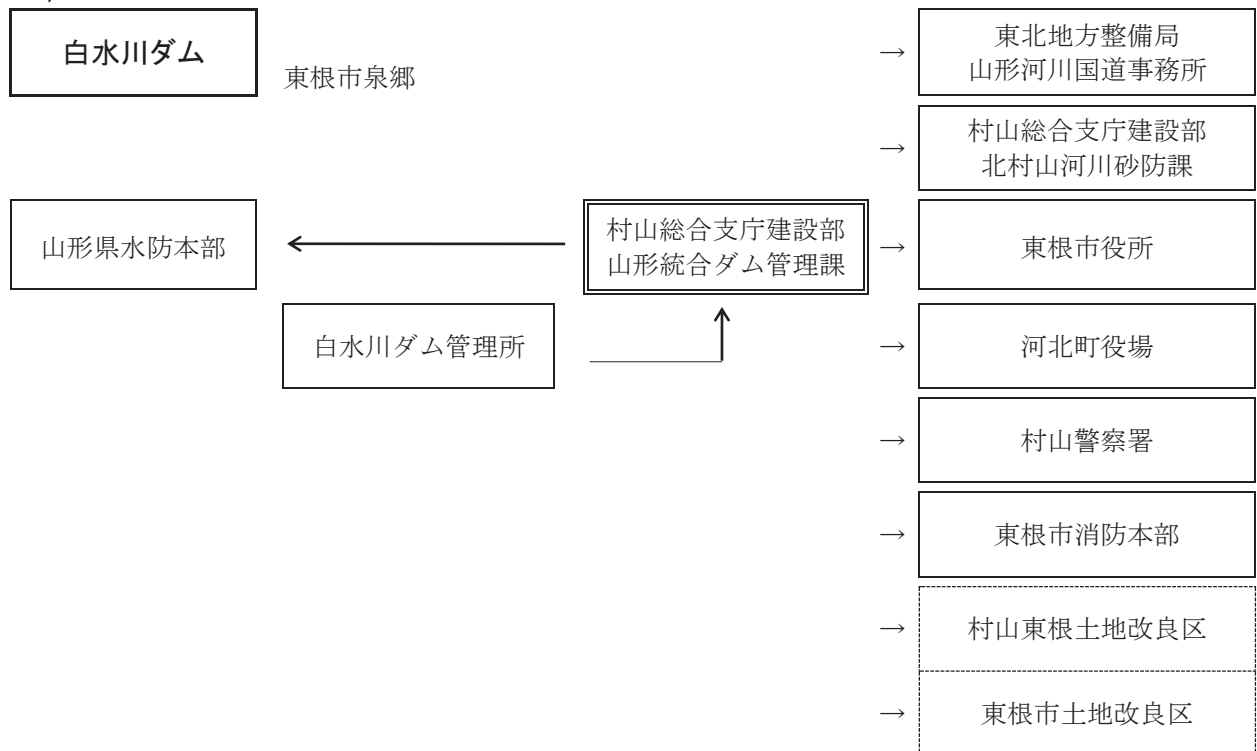 白水川ダム
東根市泉郷
→
東北地方整備局
山形河川国道事務所
→
村山総合支庁建設部
北村山河川砂防課
山形県水防本部
村山総合支庁建設部
山形統合ダム管理課
→
東根市役所
白水川ダム管理所
→
河北町役場
→
村山警察署
→
東根市消防本部
→
村山東根土地改良区
→
東根市土地改良区